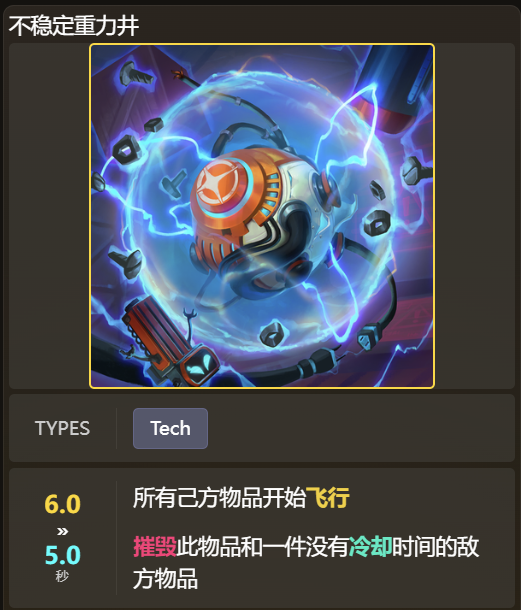 不稳定重力井
TYPES
Tech
6.0
»
5.0
秒
所有己方物品开始飞行
摧毁此物品和一件没有冷却时间的敌
方物品